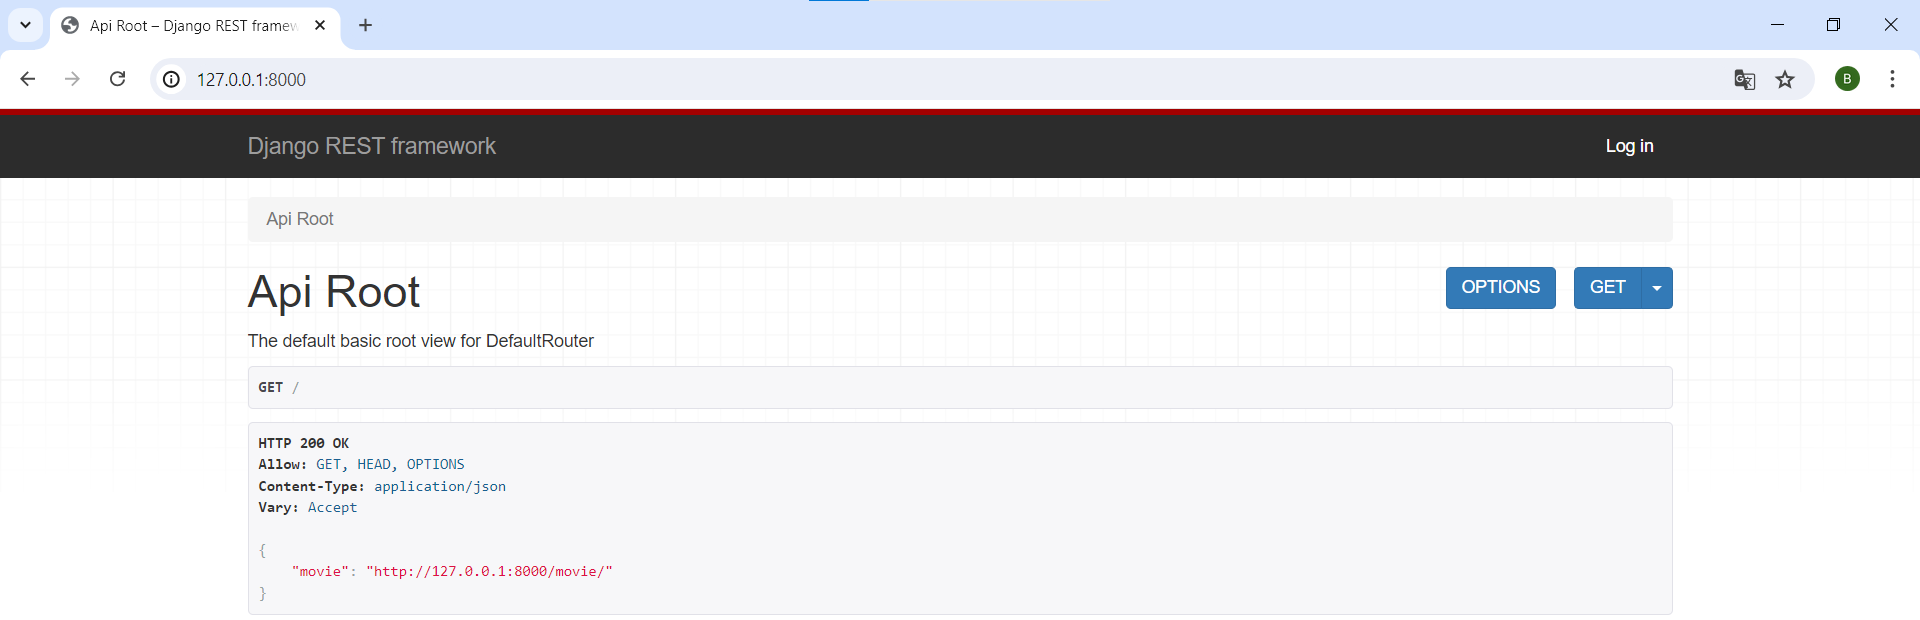 Api Root – Django REST framew
127.0.0.1:8000
B
Django REST framework
Log in
Api Root
Api Root
OPTIONS
GET
The default basic root view for DefaultRouter
GET /
HTTP 200 OK
Allow: GET, HEAD, OPTIONS
Content-Type: application/json
Vary: Accept
{
"movie": "http://127.0.0.1:8000/movie/"
}